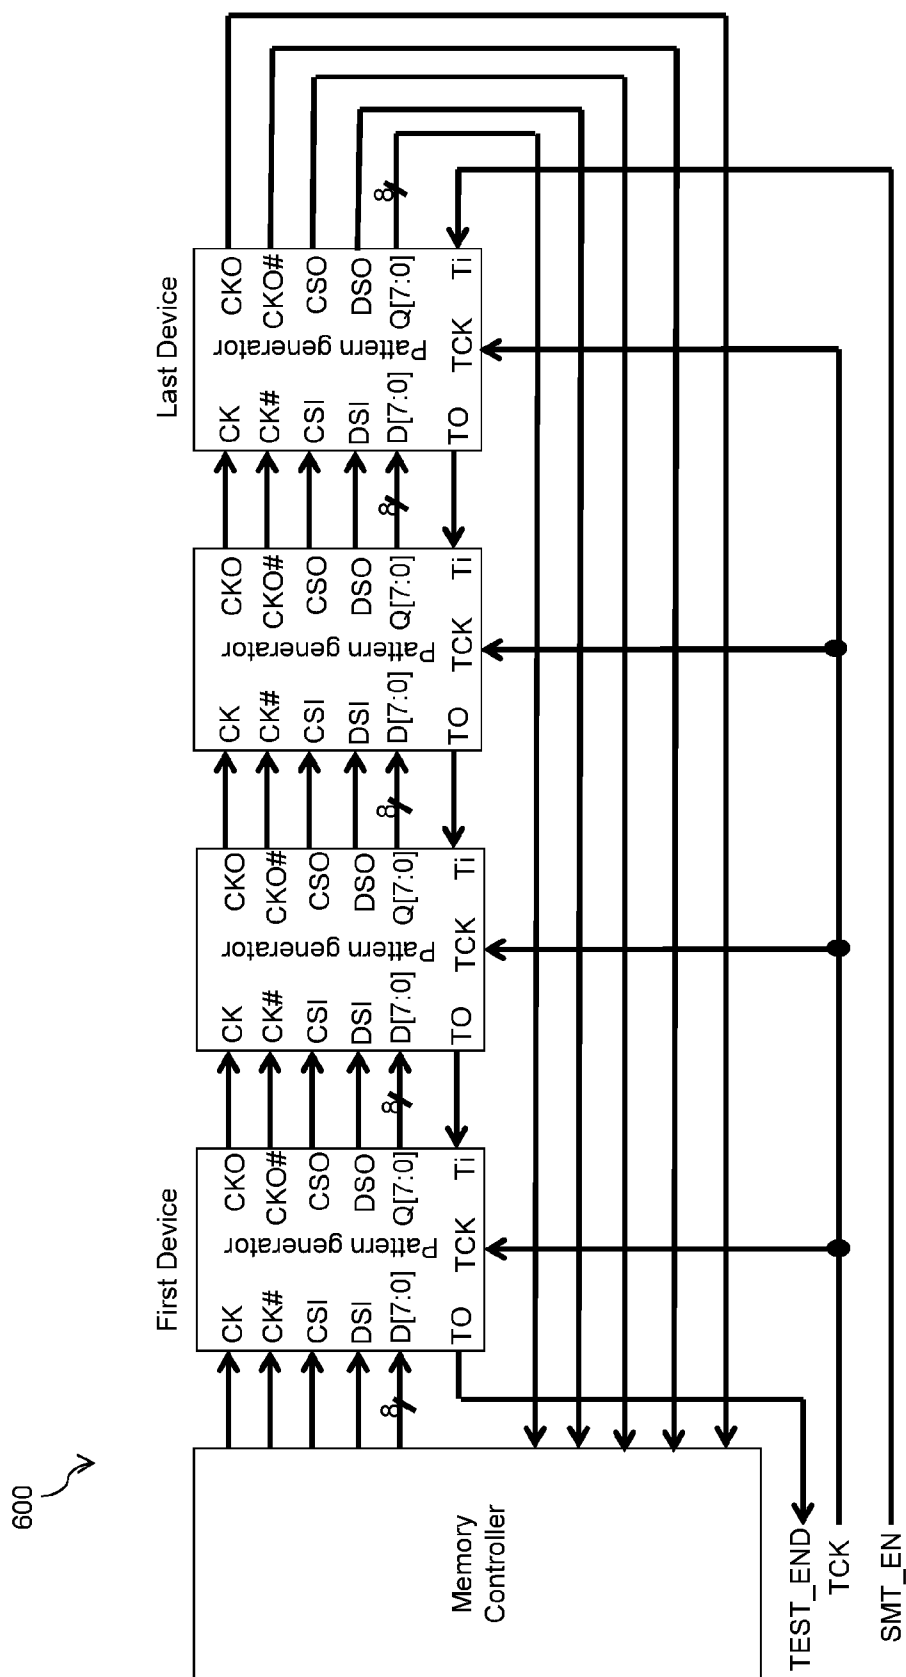 600
Memory
Controller
First Device
CK
CK#
CSI
DSI
D[7:0]
TO
TCK
Ti
CKO
CKO#
CSO
DSO
Q[7:0]
Pattern generator
8
8
CK
CK#
CSI
DSI
D[7:0]
TO
TCK
Ti
CKO
CKO#
CSO
DSO
Q[7:0]
Pattern generator
8
CK
CK#
CSI
DSI
D[7:0]
TO
TCK
Ti
CKO
CKO#
CSO
DSO
Q[7:0]
Pattern generator
8
Last Device
CK
CK#
CSI
DSI
D[7:0]
TO
TCK
Ti
CKO
CKO#
CSO
DSO
Q[7:0]
Pattern generator
8
TEST_END
TCK
SMT_EN